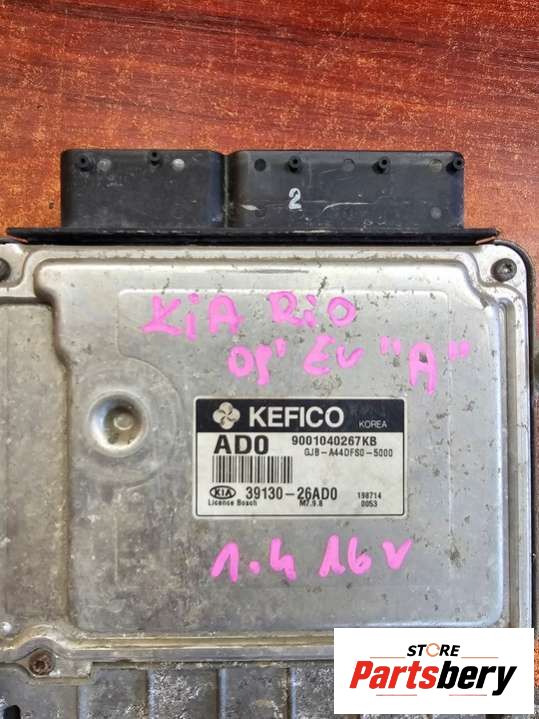 2
KiA RiO
05' EU "A"
KEFICO KOREA
AD0 9001040267KB
GJB-A44DFS0-5000
KIA 39130-26AD0 198714
License Bosch M7.9.8 0053
1.4 16v
STORE
Partsbery